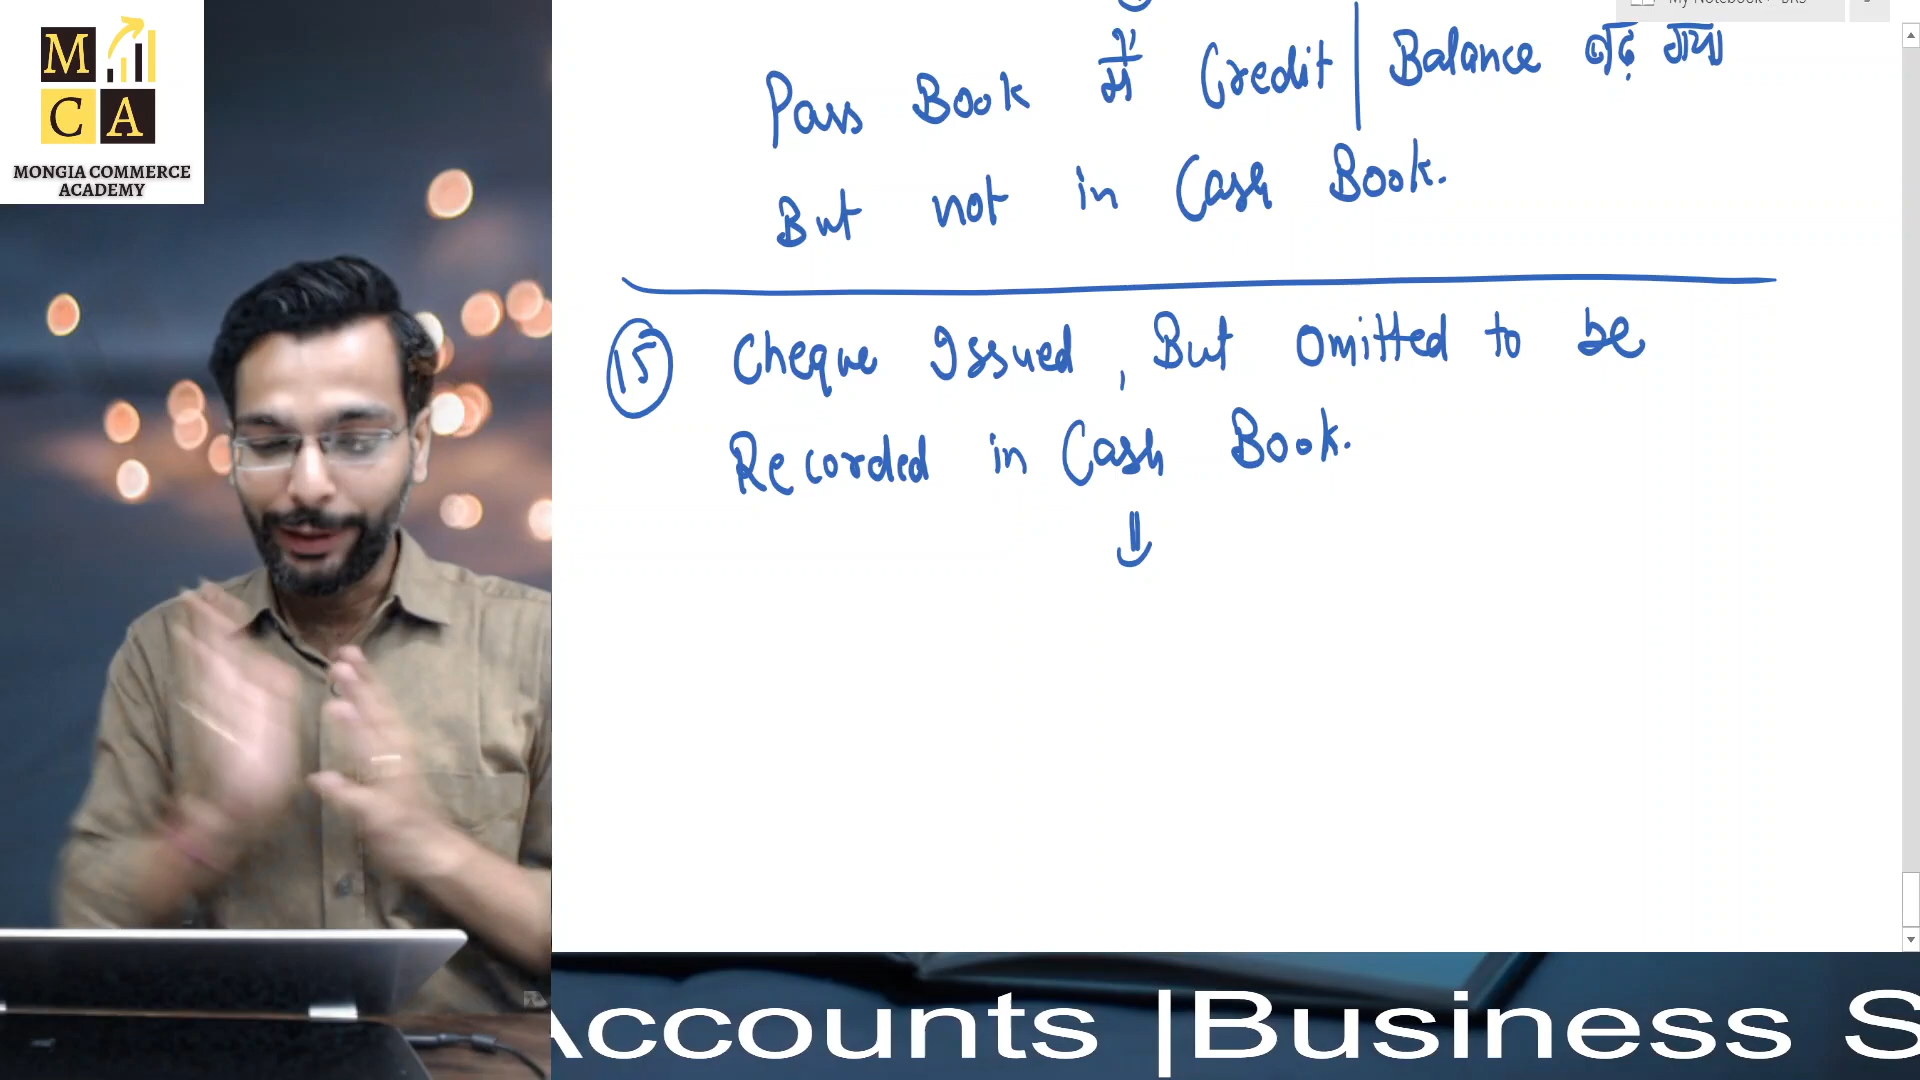 M
C A
MONGIA COMMERCE
ACADEMY
Pass Book में Credit | Balance बढ़ गया
But not in Cash Book.
15 Cheque Issued, But omitted to be
Recorded in Cash Book.
Accounts |Business S